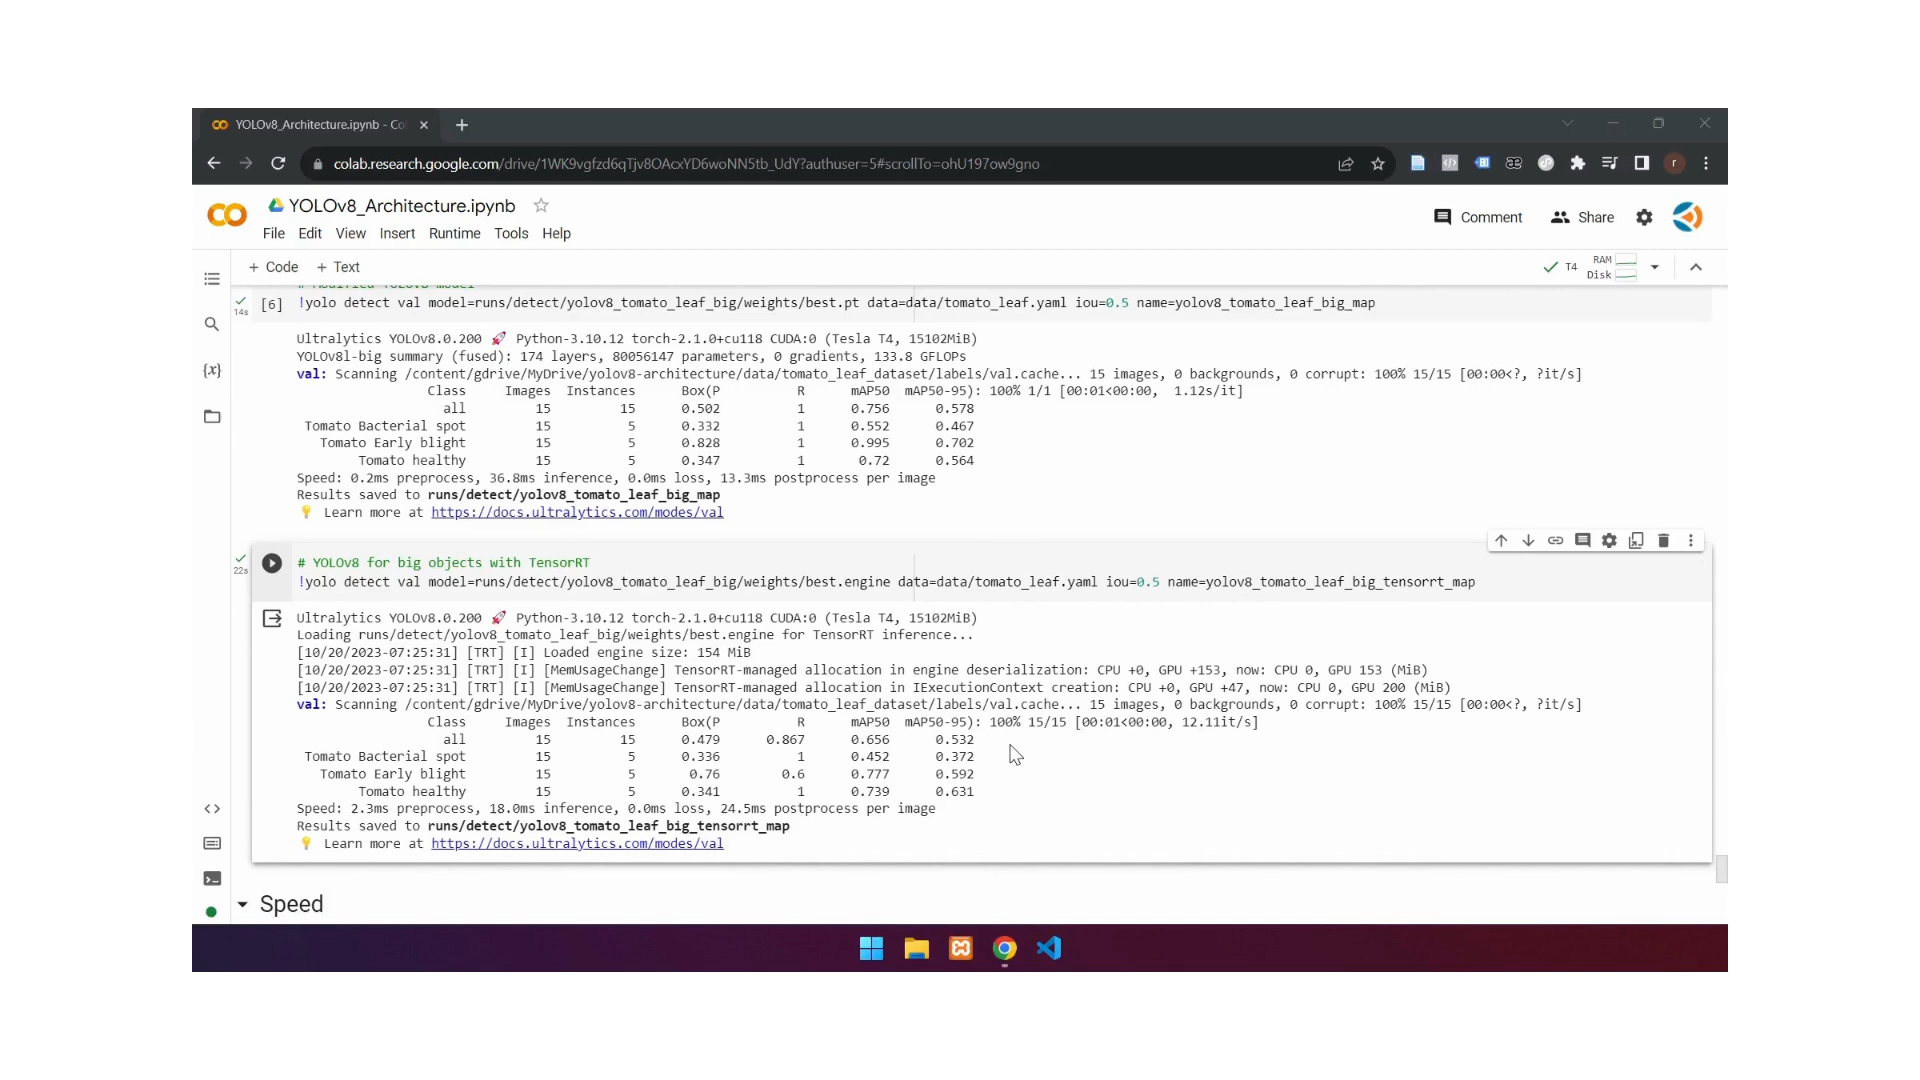 YOLOv8_Architecture.ipynb - Co
colab.research.google.com/drive/1WK9vgfzd6qTjv8OAcxYD6woNN5tb_UdY?authuser=5#scrollTo=ohU197ow9gno
r
YOLOv8_Architecture.ipynb
Comment
Share
File Edit View Insert Runtime Tools Help
+ Code + Text
T4
RAM
Disk
# Modified YOLOv8 model
14s
[6]
!yolo detect val model=runs/detect/yolov8_tomato_leaf_big/weights/best.pt data=data/tomato_leaf.yaml iou=0.5 name=yolov8_tomato_leaf_big_map
Ultralytics YOLOv8.0.200 🚀 Python-3.10.12 torch-2.1.0+cu118 CUDA:0 (Tesla T4, 15102MiB)
YOLOv8l-big summary (fused): 174 layers, 80056147 parameters, 0 gradients, 133.8 GFLOPs
val: Scanning /content/gdrive/MyDrive/yolov8-architecture/data/tomato_leaf_dataset/labels/val.cache... 15 images, 0 backgrounds, 0 corrupt: 100% 15/15 [00:00<?, ?it/s]
Class Images Instances Box(P R mAP50 mAP50-95): 100% 1/1 [00:01<00:00, 1.12s/it]
all 15 15 0.502 1 0.756 0.578
Tomato Bacterial spot 15 5 0.332 1 0.552 0.467
Tomato Early blight 15 5 0.828 1 0.995 0.702
Tomato healthy 15 5 0.347 1 0.72 0.564
Speed: 0.2ms preprocess, 36.8ms inference, 0.0ms loss, 13.3ms postprocess per image
Results saved to runs/detect/yolov8_tomato_leaf_big_map
💡 Learn more at https://docs.ultralytics.com/modes/val
22s
# YOLOv8 for big objects with TensorRT
!yolo detect val model=runs/detect/yolov8_tomato_leaf_big/weights/best.engine data=data/tomato_leaf.yaml iou=0.5 name=yolov8_tomato_leaf_big_tensorrt_map
Ultralytics YOLOv8.0.200 🚀 Python-3.10.12 torch-2.1.0+cu118 CUDA:0 (Tesla T4, 15102MiB)
Loading runs/detect/yolov8_tomato_leaf_big/weights/best.engine for TensorRT inference...
[10/20/2023-07:25:31] [TRT] [I] Loaded engine size: 154 MiB
[10/20/2023-07:25:31] [TRT] [I] [MemUsageChange] TensorRT-managed allocation in engine deserialization: CPU +0, GPU +153, now: CPU 0, GPU 153 (MiB)
[10/20/2023-07:25:31] [TRT] [I] [MemUsageChange] TensorRT-managed allocation in IExecutionContext creation: CPU +0, GPU +47, now: CPU 0, GPU 200 (MiB)
val: Scanning /content/gdrive/MyDrive/yolov8-architecture/data/tomato_leaf_dataset/labels/val.cache... 15 images, 0 backgrounds, 0 corrupt: 100% 15/15 [00:00<?, ?it/s]
Class Images Instances Box(P R mAP50 mAP50-95): 100% 15/15 [00:01<00:00, 12.11it/s]
all 15 15 0.479 0.867 0.656 0.532
Tomato Bacterial spot 15 5 0.336 1 0.452 0.372
Tomato Early blight 15 5 0.76 0.6 0.777 0.592
Tomato healthy 15 5 0.341 1 0.739 0.631
Speed: 2.3ms preprocess, 18.0ms inference, 0.0ms loss, 24.5ms postprocess per image
Results saved to runs/detect/yolov8_tomato_leaf_big_tensorrt_map
💡 Learn more at https://docs.ultralytics.com/modes/val
Speed